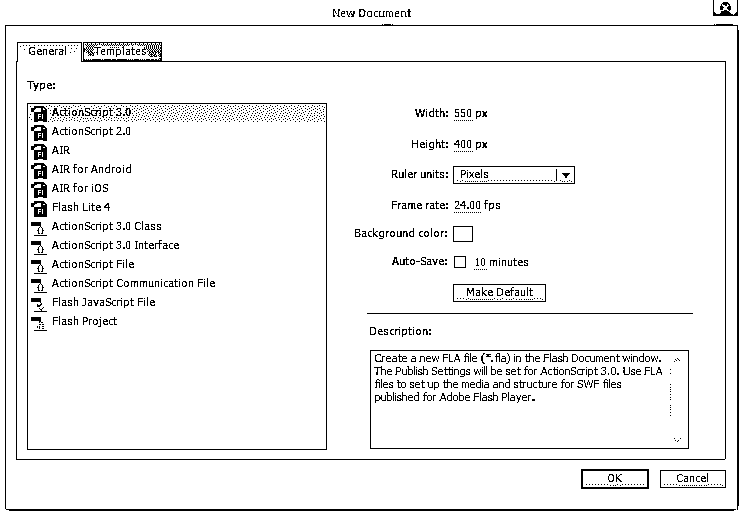 New Document
General Templates
Type:
ActionScript 3.0
ActionScript 2.0
AIR
AIR for Android
AIR for iOS
Flash Lite 4
ActionScript 3.0 Class
ActionScript 3.0 Interface
ActionScript File
ActionScript Communication File
Flash JavaScript File
Flash Project
Width: 550 px
Height: 400 px
Ruler units: Pixels
Frame rate: 24.00 fps
Background color:
Auto-Save: 10 minutes
Make Default
Description:
Create a new FLA file (*.fla) in the Flash Document window.
The Publish Settings will be set for ActionScript 3.0. Use FLA
files to set up the media and structure for SWF files
published for Adobe Flash Player.
OK Cancel